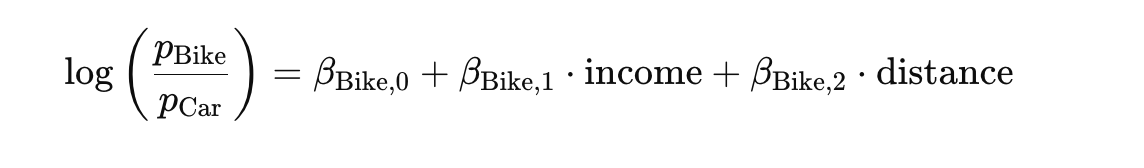 log(p_Bike / p_Car) = β_Bike,0 + β_Bike,1 · income + β_Bike,2 · distance